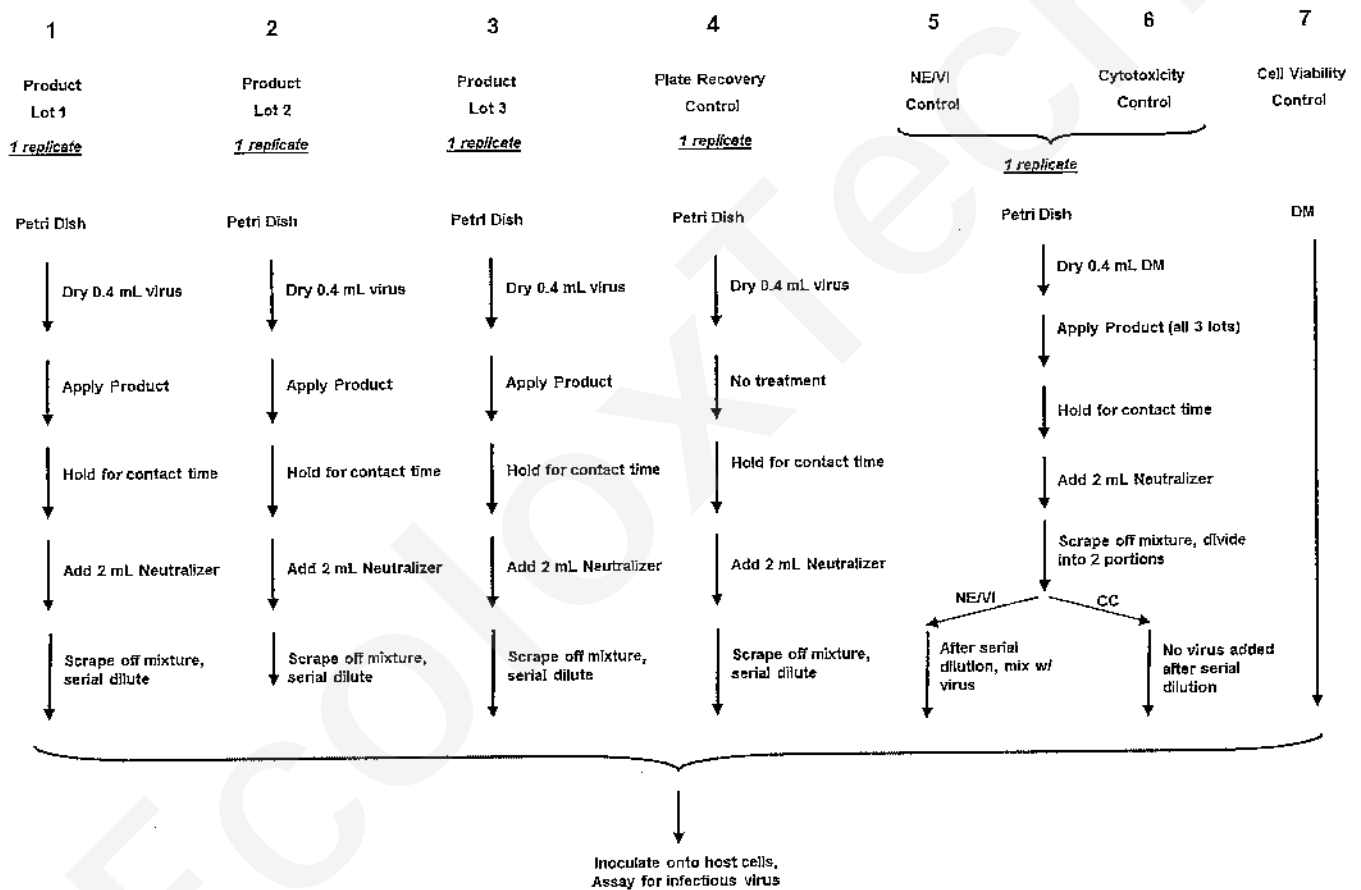 1
Product
Lot 1
1 replicate
Petri Dish
Dry 0.4 mL virus
Apply Product
Hold for contact time
Add 2 mL Neutralizer
Scrape off mixture,
serial dilute
2
Product
Lot 2
1 replicate
Petri Dish
Dry 0.4 mL virus
Apply Product
Hold for contact time
Add 2 mL Neutralizer
Scrape off mixture,
serial dilute
3
Product
Lot 3
1 replicate
Petri Dish
Dry 0.4 mL virus
Apply Product
Hold for contact time
Add 2 mL Neutralizer
Scrape off mixture,
serial dilute
4
Plate Recovery
Control
1 replicate
Petri Dish
Dry 0.4 mL virus
No treatment
Hold for contact time
Add 2 mL Neutralizer
Scrape off mixture,
serial dilute
5
NE/VI
Control
6
Cytotoxicity
Control
1 replicate
Petri Dish
Dry 0.4 mL DM
Apply Product (all 3 lots)
Hold for contact time
Add 2 mL Neutralizer
Scrape off mixture, divide
into 2 portions
NE/VI
After serial
dilution, mix w/
virus
CC
No virus added
after serial
dilution
7
Cell Viability
Control
DM
Inoculate onto host cells,
Assay for infectious virus
EcoloxTech